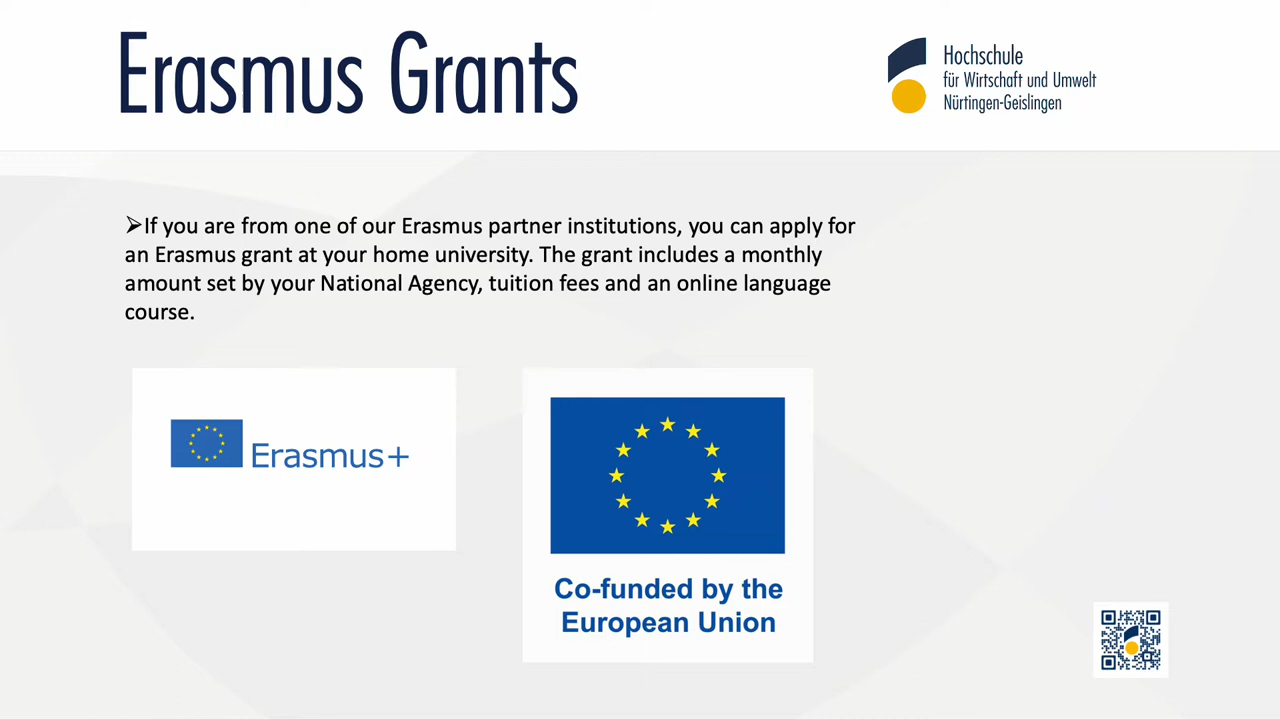 Erasmus Grants
Hochschule
für Wirtschaft und Umwelt
Nürtingen-Geislingen
➢If you are from one of our Erasmus partner institutions, you can apply for
an Erasmus grant at your home university. The grant includes a monthly
amount set by your National Agency, tuition fees and an online language
course.
Erasmus+
Co-funded by the
European Union